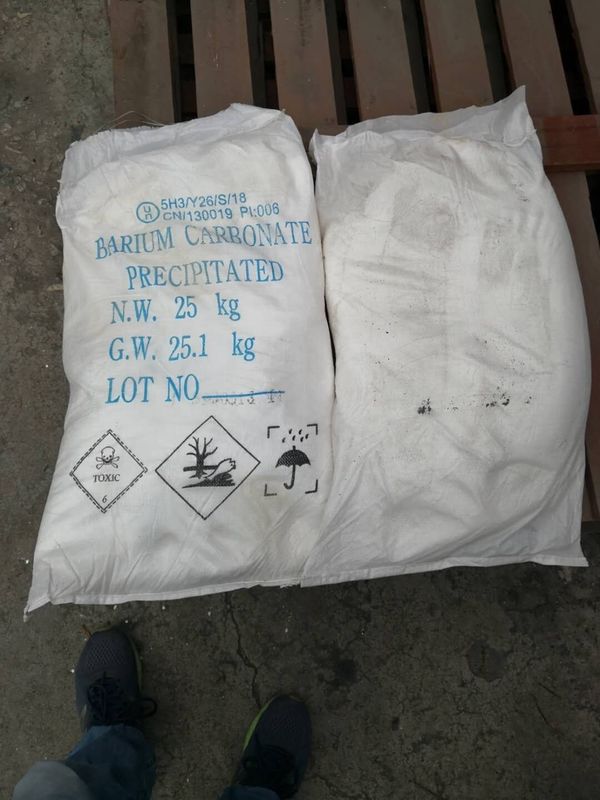 un
5H3/Y26/S/18
CN/130019 PI:006
BARIUM CARBONATE
PRECIPITATED
N.W. 25 kg
G.W. 25.1 kg
LOT NO
TOXIC
6